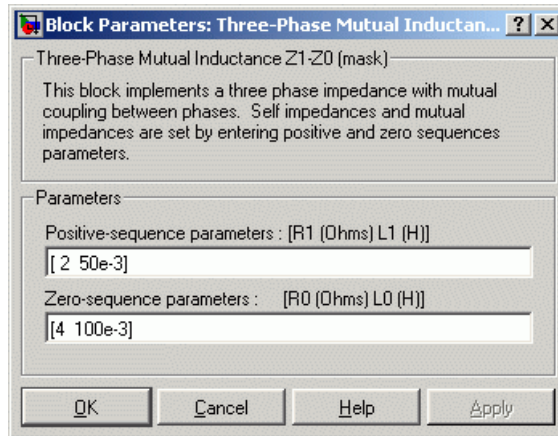 Block Parameters: Three-Phase Mutual Inductan...
Three-Phase Mutual Inductance Z1-Z0 (mask)
This block implements a three phase impedance with mutual
coupling between phases. Self impedances and mutual
impedances are set by entering positive and zero sequences
parameters.
Parameters
Positive-sequence parameters : [R1 (Ohms) L1 (H)]
[ 2 50e-3]
Zero-sequence parameters : [R0 (Ohms) L0 (H)]
[4 100e-3]
OK Cancel Help Apply